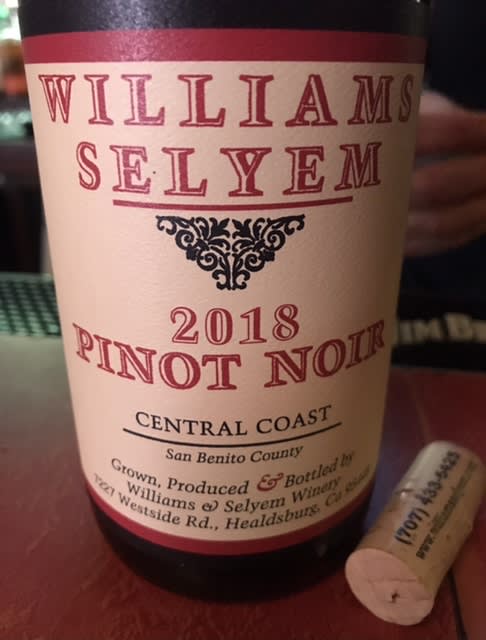 WILLIAMS
SELYEM
2018
PINOT NOIR
CENTRAL COAST
San Benito County
Grown, Produced & Bottled by
Williams & Selyem Winery
7227 Westside Rd., Healdsburg, Ca
IM B
(707) 433-6425